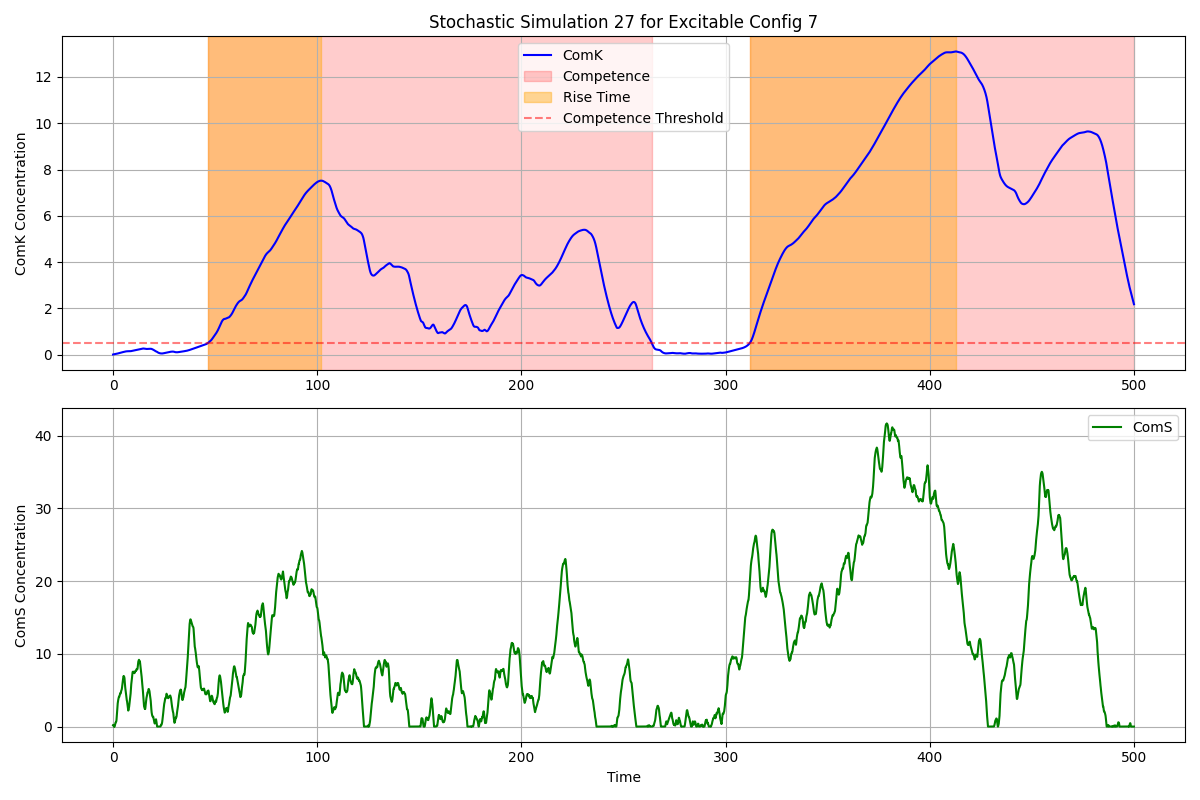 Stochastic Simulation 27 for Excitable Config 7
ComK Concentration
12
10
8
6
4
2
0
ComK
Competence
Rise Time
Competence Threshold
0
100
200
300
400
500
ComS Concentration
40
30
20
10
0
ComS
0
100
200
300
400
500
Time